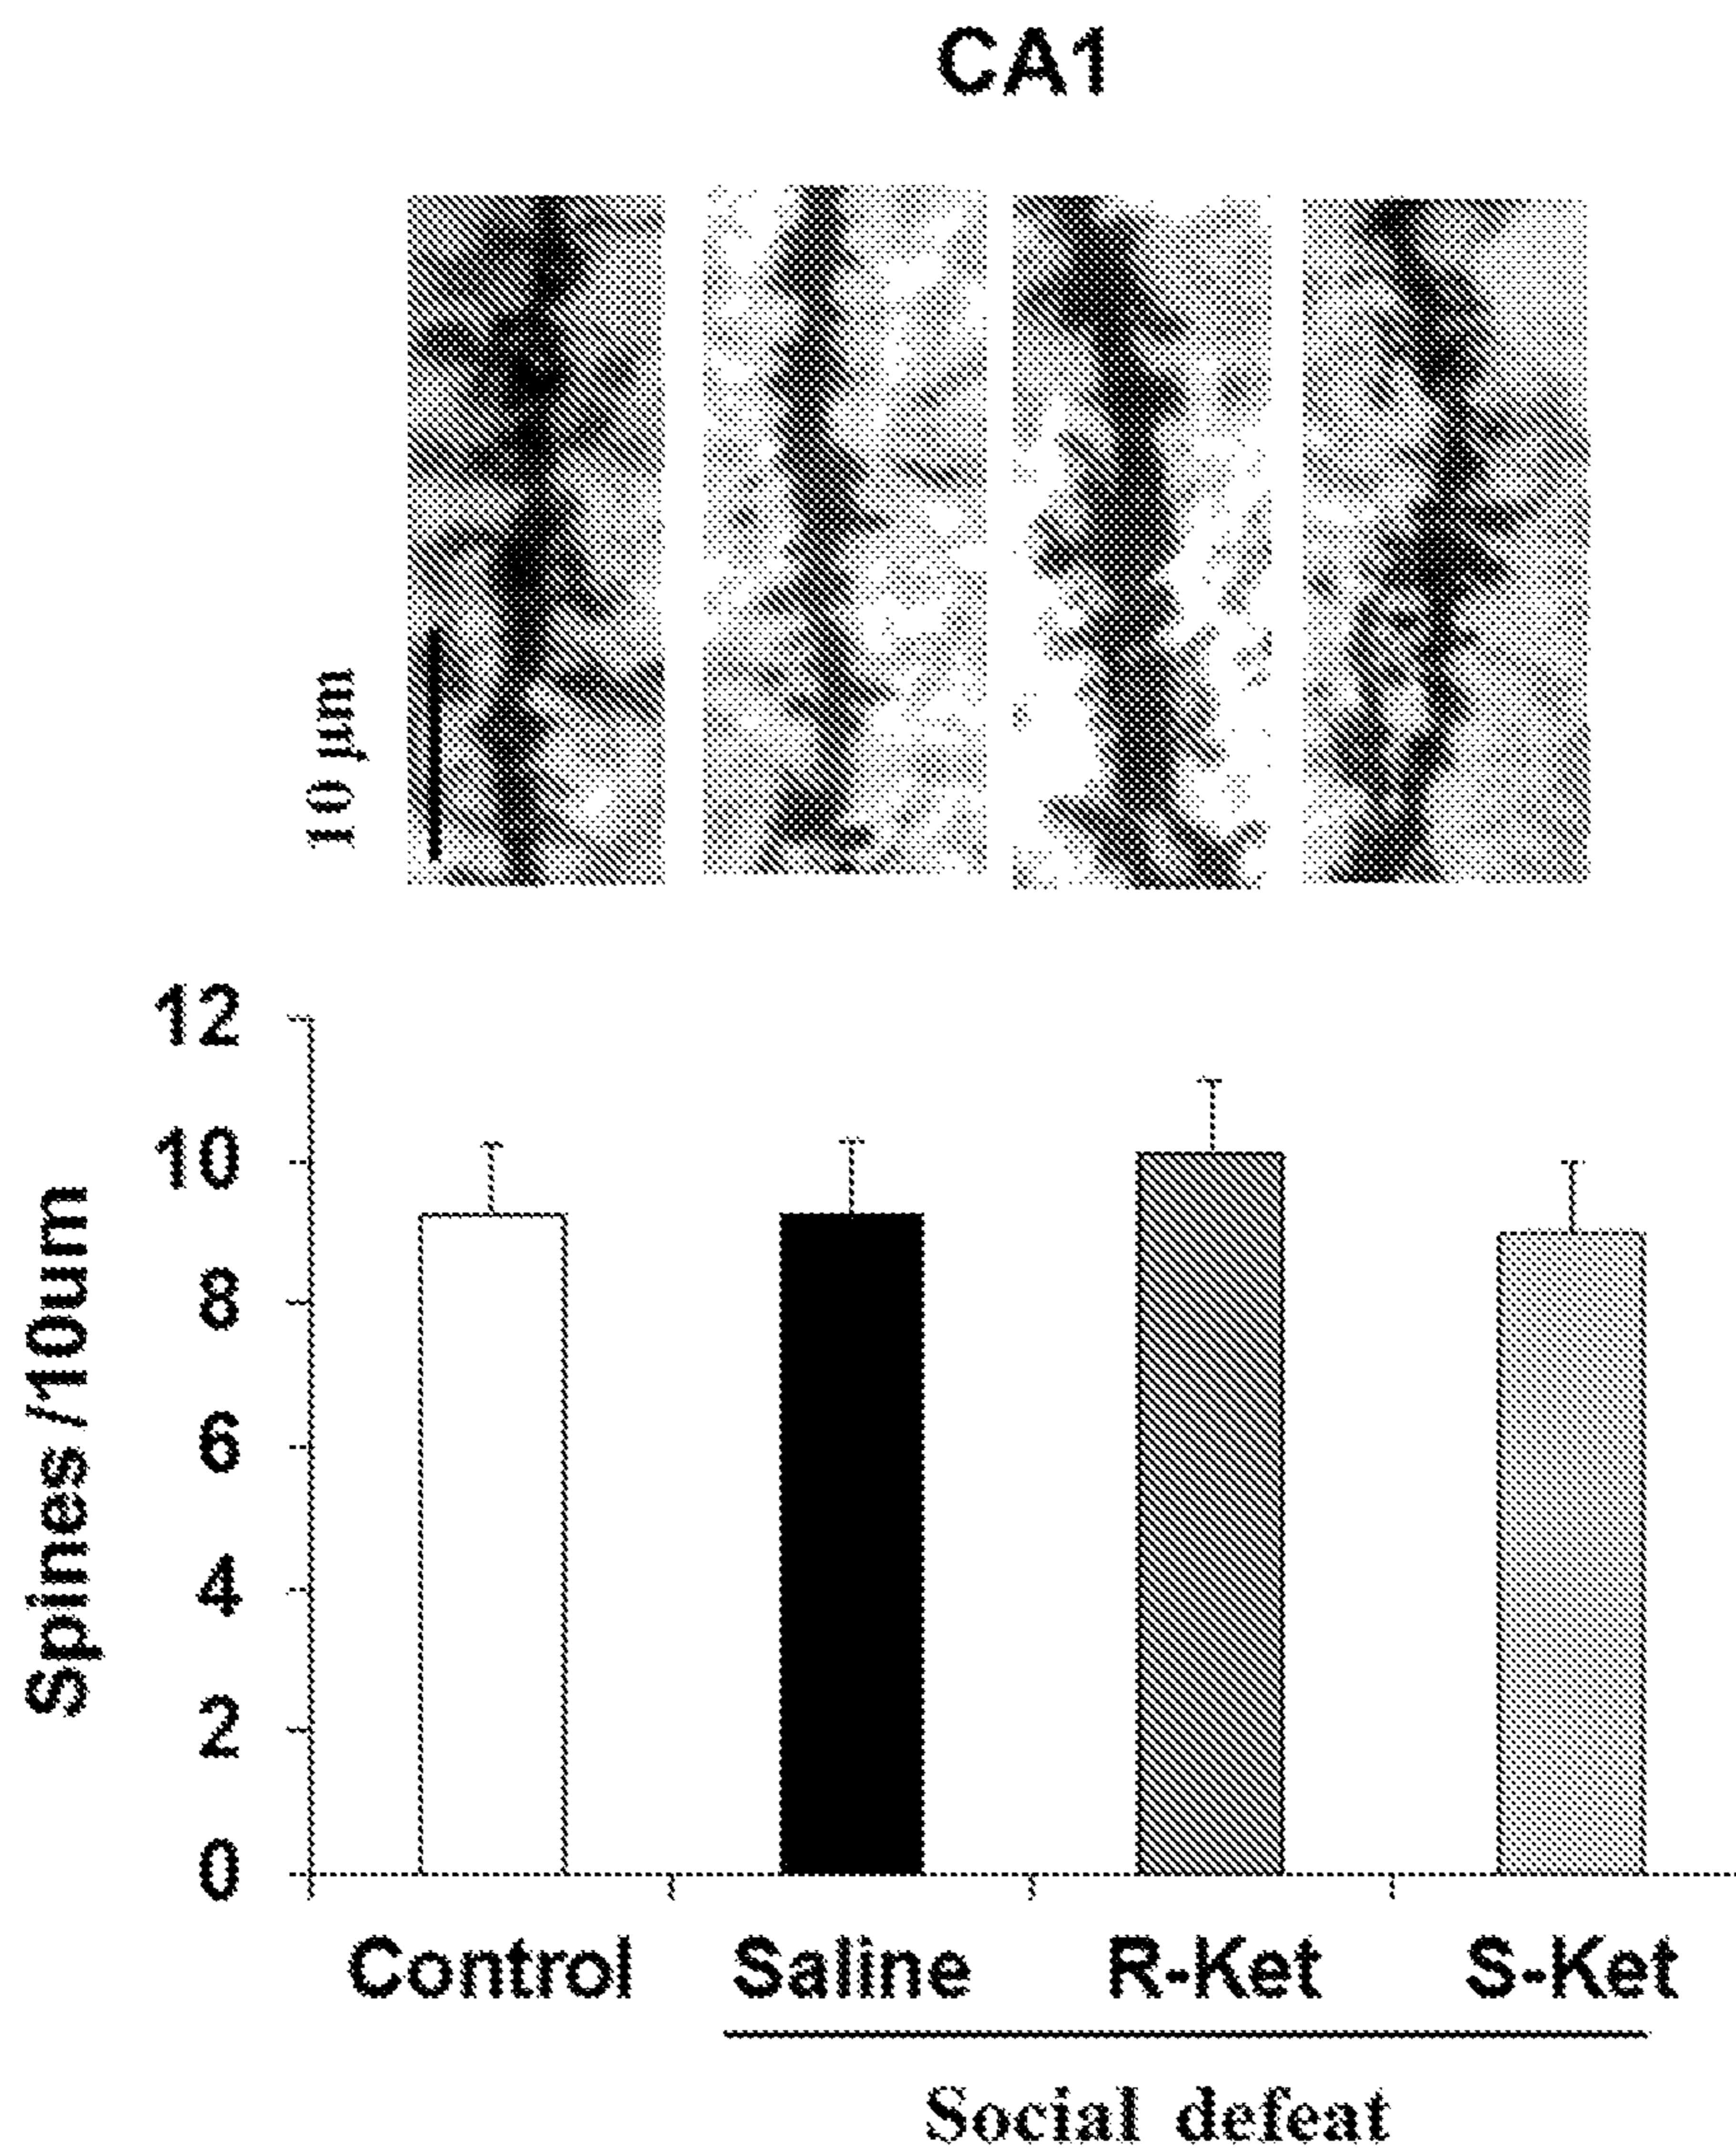 CA1
10 µm
12
10
8
6
4
2
0
Spines /10um
Control Saline R-Ket S-Ket
Social defeat